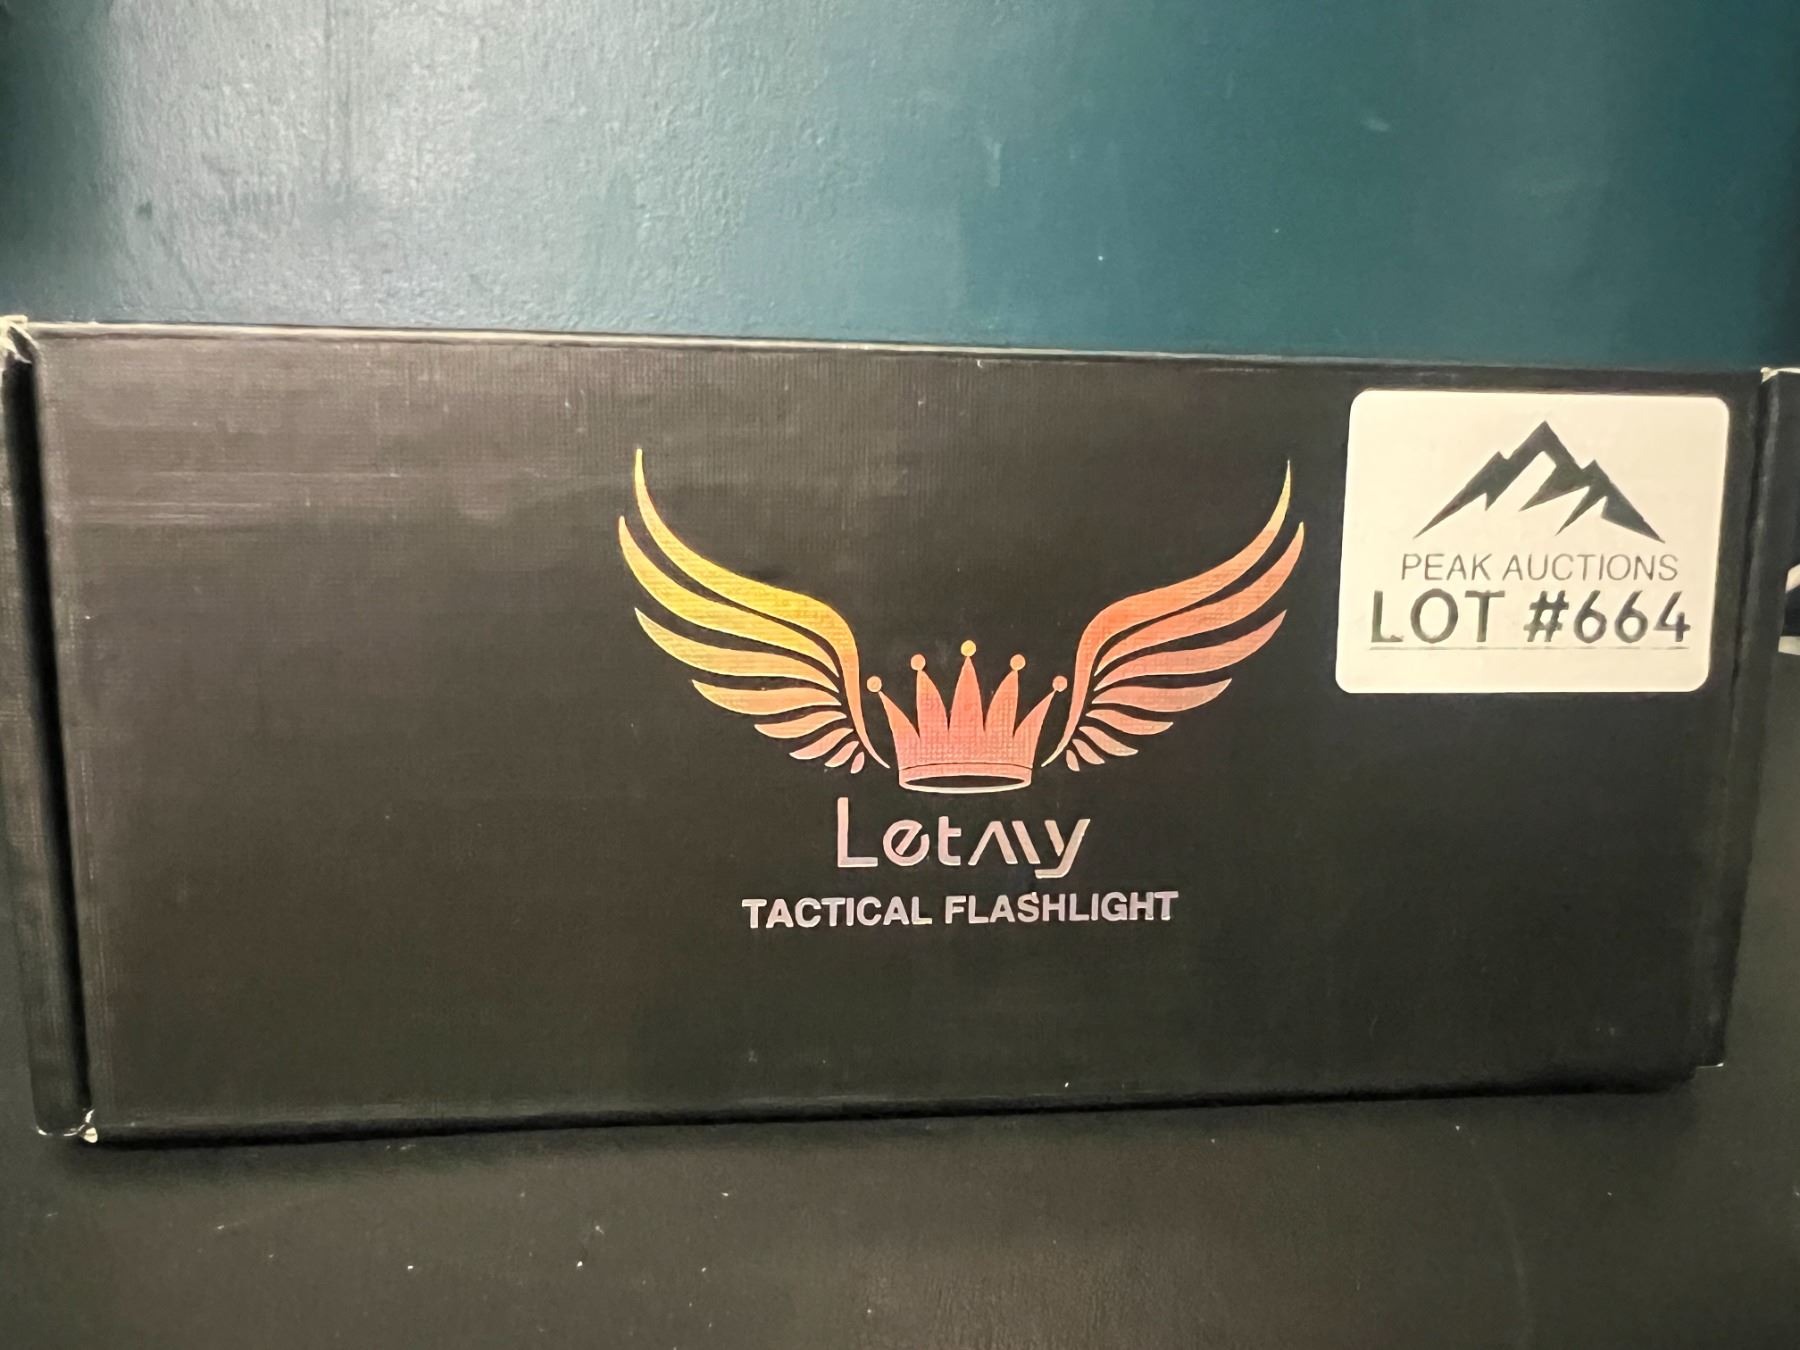 PEAK AUCTIONS
LOT #664
Letmy
TACTICAL FLASHLIGHT